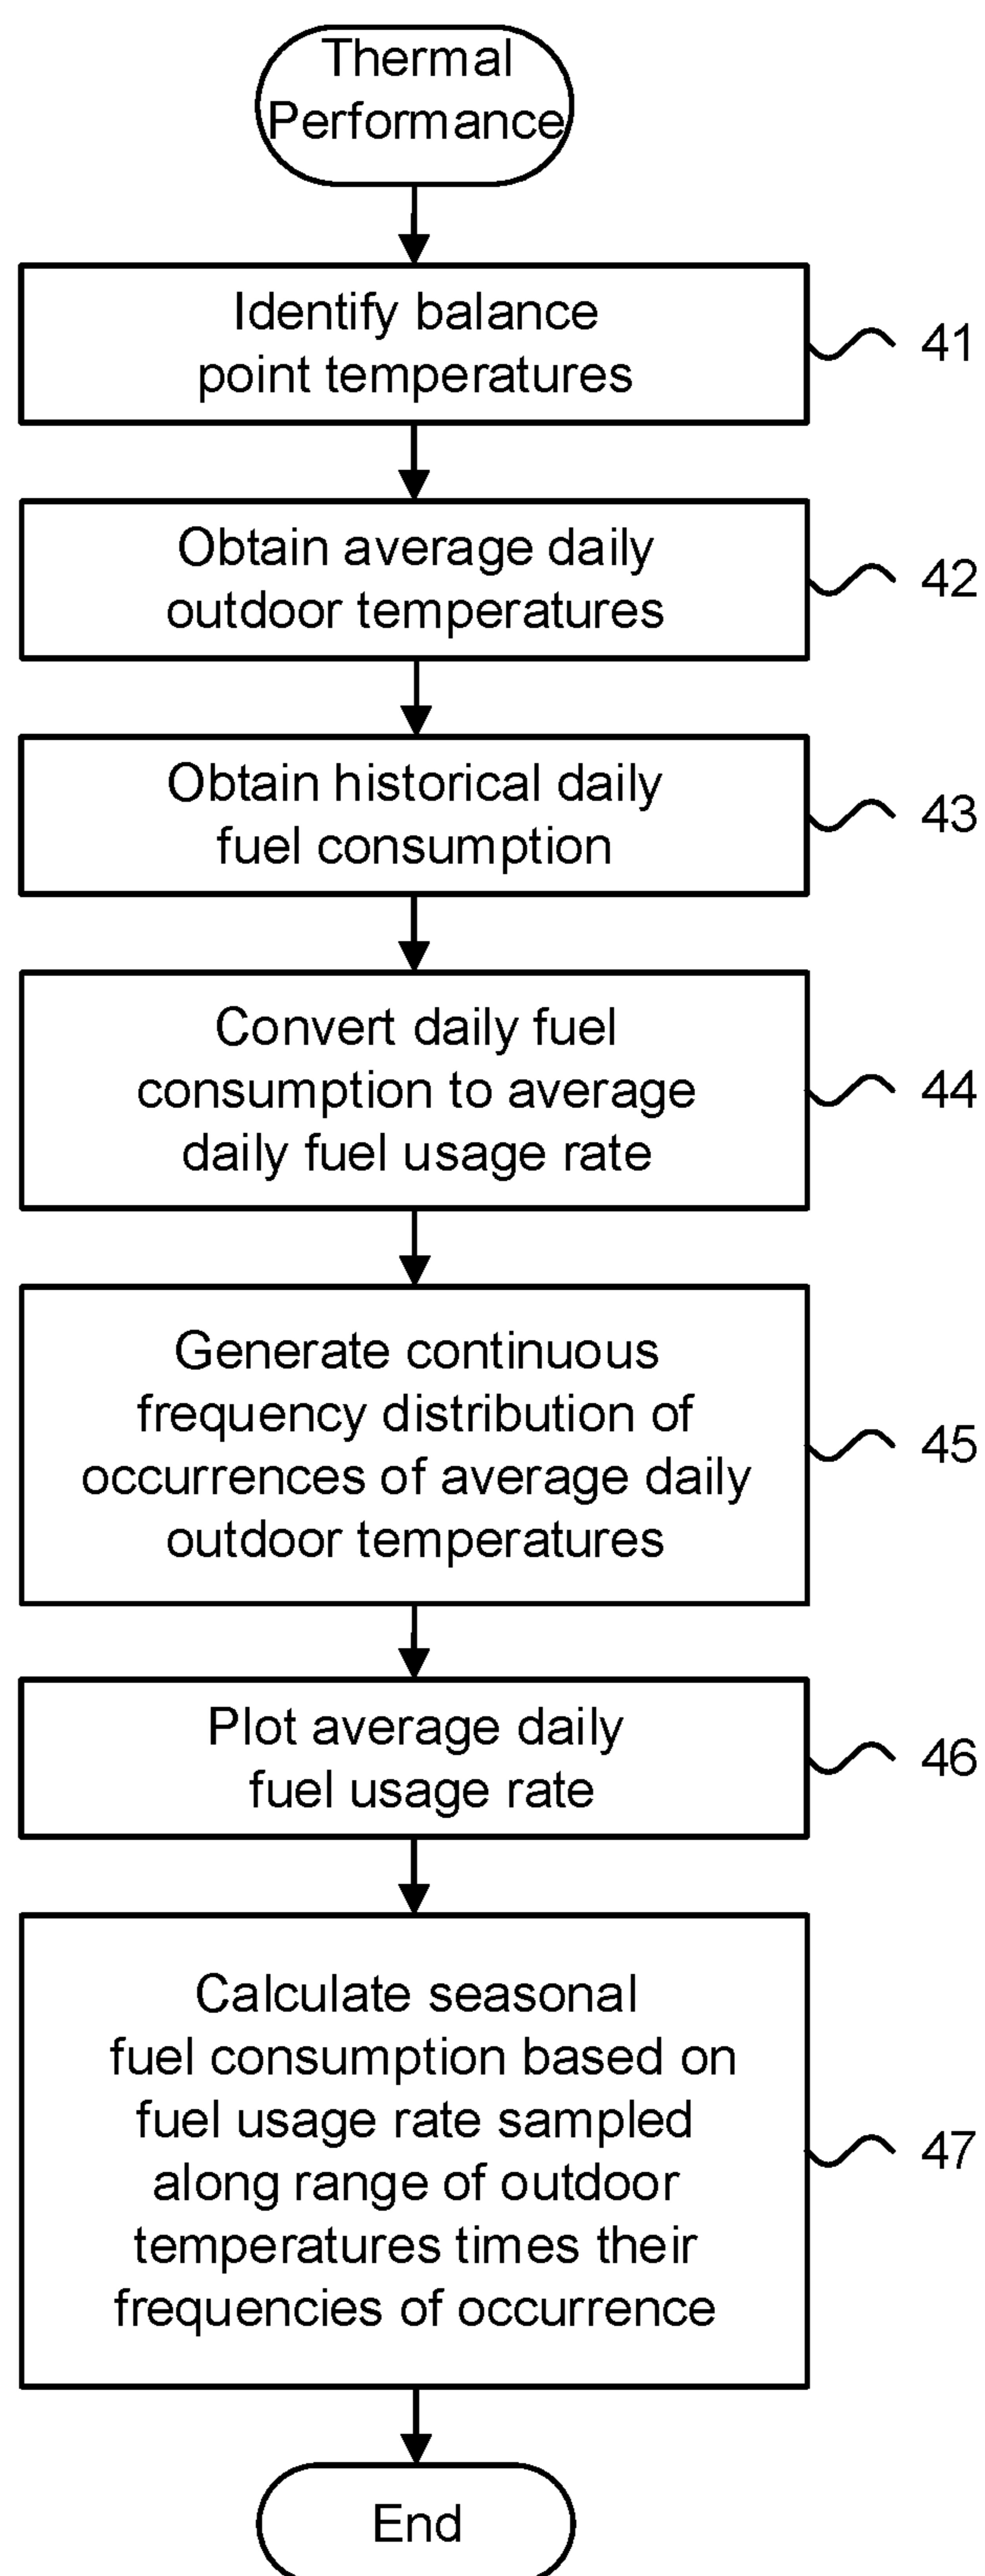 Thermal
Performance
Identify balance
point temperatures
41
Obtain average daily
outdoor temperatures
42
Obtain historical daily
fuel consumption
43
Convert daily fuel
consumption to average
daily fuel usage rate
44
Generate continuous
frequency distribution of
occurrences of average daily
outdoor temperatures
45
Plot average daily
fuel usage rate
46
Calculate seasonal
fuel consumption based on
fuel usage rate sampled
along range of outdoor
temperatures times their
frequencies of occurrence
47
End